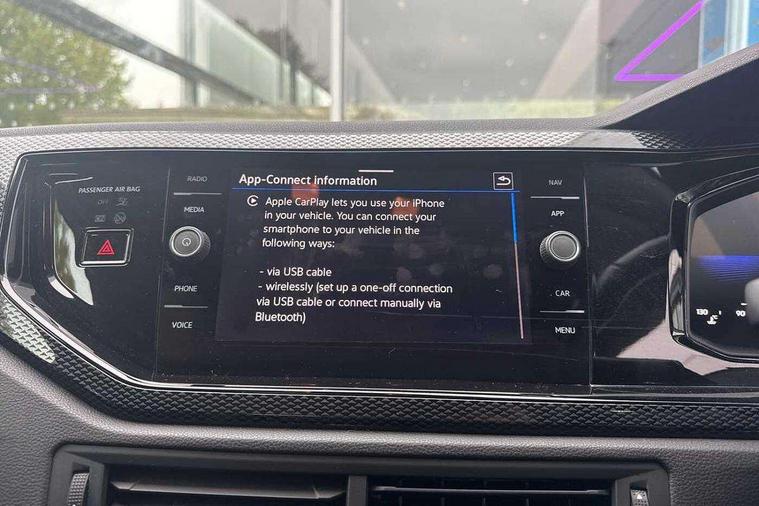 PASSENGER AIR BAG
OFF
RADIO
MEDIA
PHONE
VOICE
App-Connect information
Apple CarPlay lets you use your iPhone
in your vehicle. You can connect your
smartphone to your vehicle in the
following ways:
- via USB cable
- wirelessly (set up a one-off connection
via USB cable or connect manually via
Bluetooth)
NAV
APP
CAR
MENU
130
90